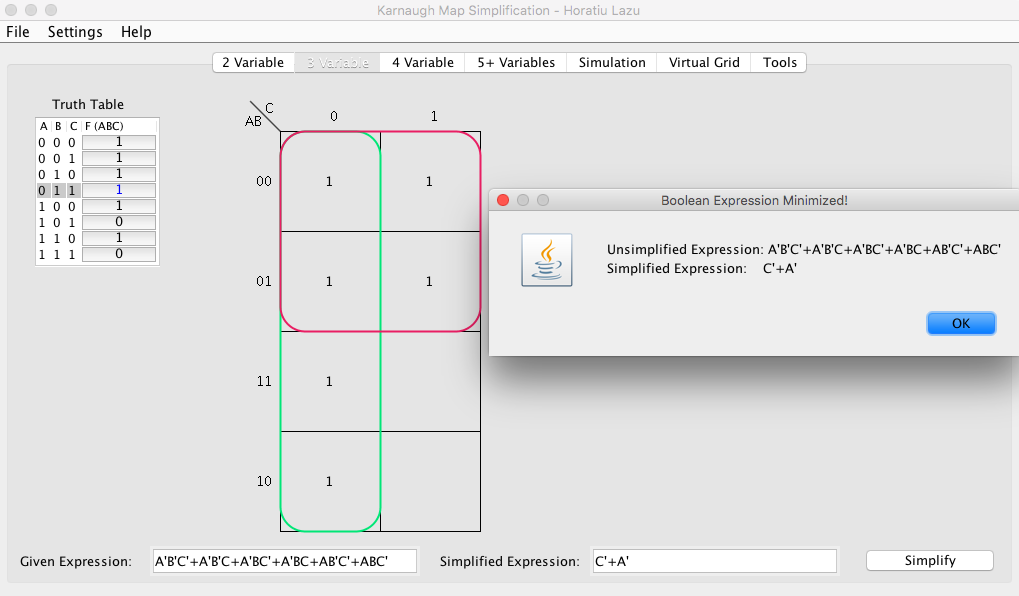 Karnaugh Map Simplification - Horatiu Lazu
File Settings Help
2 Variable 3 Variable 4 Variable 5+ Variables Simulation Virtual Grid Tools
Truth Table
A B C F (ABC)
0 0 0 1
0 0 1 1
0 1 0 1
0 1 1 1
1 0 0 1
1 0 1 0
1 1 0 1
1 1 1 0
C
AB
0 1
00 1 1
01 1 1
11 1
10 1
Boolean Expression Minimized!
Unsimplified Expression: A'B'C'+A'B'C+A'BC'+A'BC+AB'C'+ABC'
Simplified Expression: C'+A'
OK
Given Expression: A'B'C'+A'B'C+A'BC'+A'BC+AB'C'+ABC' Simplified Expression: C'+A' Simplify